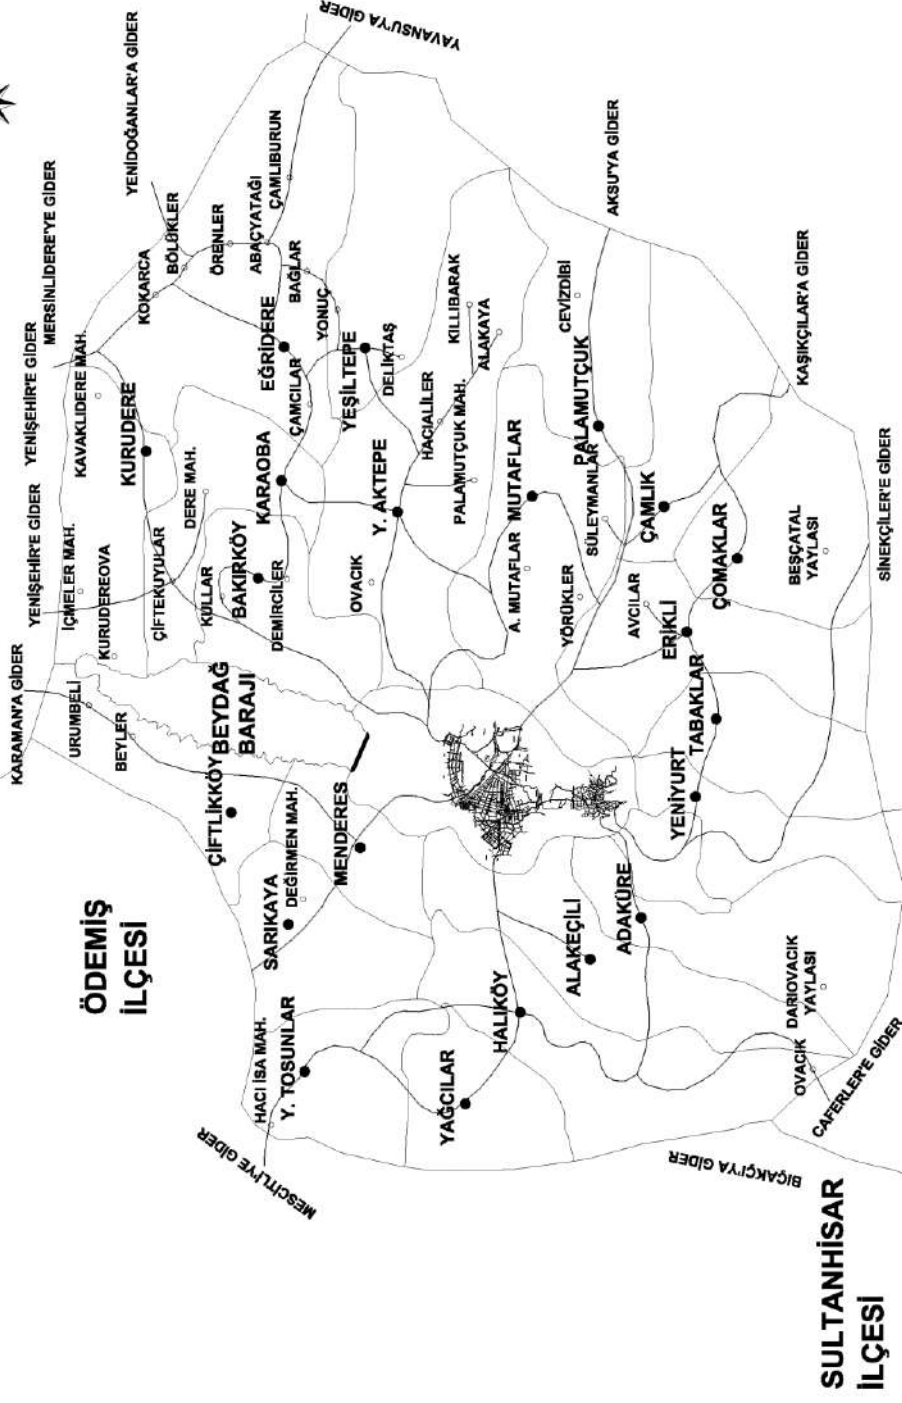 ÖDEMİŞ
İLÇESİ
SULTANHİSAR
İLÇESİ
KARAMAN'A GİDER
YENİŞEHİR'E GİDER
YENİŞEHİR'E GİDER
MERSİNLİDERE'YE GİDER
YENİDOĞANLAR'A GİDER
YAVANSU'YA GİDER
URUMBELİ
BEYLER
KURUDEREOVA
İÇMELER MAH.
KAVAKLIDERE MAH.
KURUDERE
KOKARCA
BÖLÜKLER
ÖRENLER
ABAÇYATAĞI
ÇAMLIBURUN
BAĞLAR
YONUÇ
ÇİFTEKUYULAR
DERE MAH.
KULLAR
BAKIRKÖY
DEMİRCİLER
KARAOBA
ÇAMCILAR
EĞRİDERE
YEŞİLTEPE
DELİKTAŞ
BEYDAĞ
BARAJI
ÇİFTLİKKÖY
DEĞİRMEN MAH.
SARIKAYA
MENDERES
OVACIK
Y. AKTEPE
HACIALİLER
KILLIBARAK
ALAKAYA
PALAMUTÇUK MAH.
HACI İSA MAH.
Y. TOSUNLAR
MESCİTLİ'YE GİDER
YAĞCILAR
HALIKÖY
ALAKEÇİLİ
ADAKÜRE
A. MUTAFLAR
MUTAFLAR
YÖRÜKLER
SÜLEYMANLAR
PALAMUTÇUK
CEVİZDİBİ
AKSU'YA GİDER
AVCILAR
ÇAMLIK
ERİKLİ
TABAKLAR
YENİYURT
ÇOMAKLAR
BEŞÇATAL
YAYLASI
KAŞIKÇILAR'A GİDER
SİNEKÇİLER'E GİDER
DARIOVACIK
YAYLASI
OVACIK
CAFERLER'E GİDER
BIÇAKÇI'YA GİDER